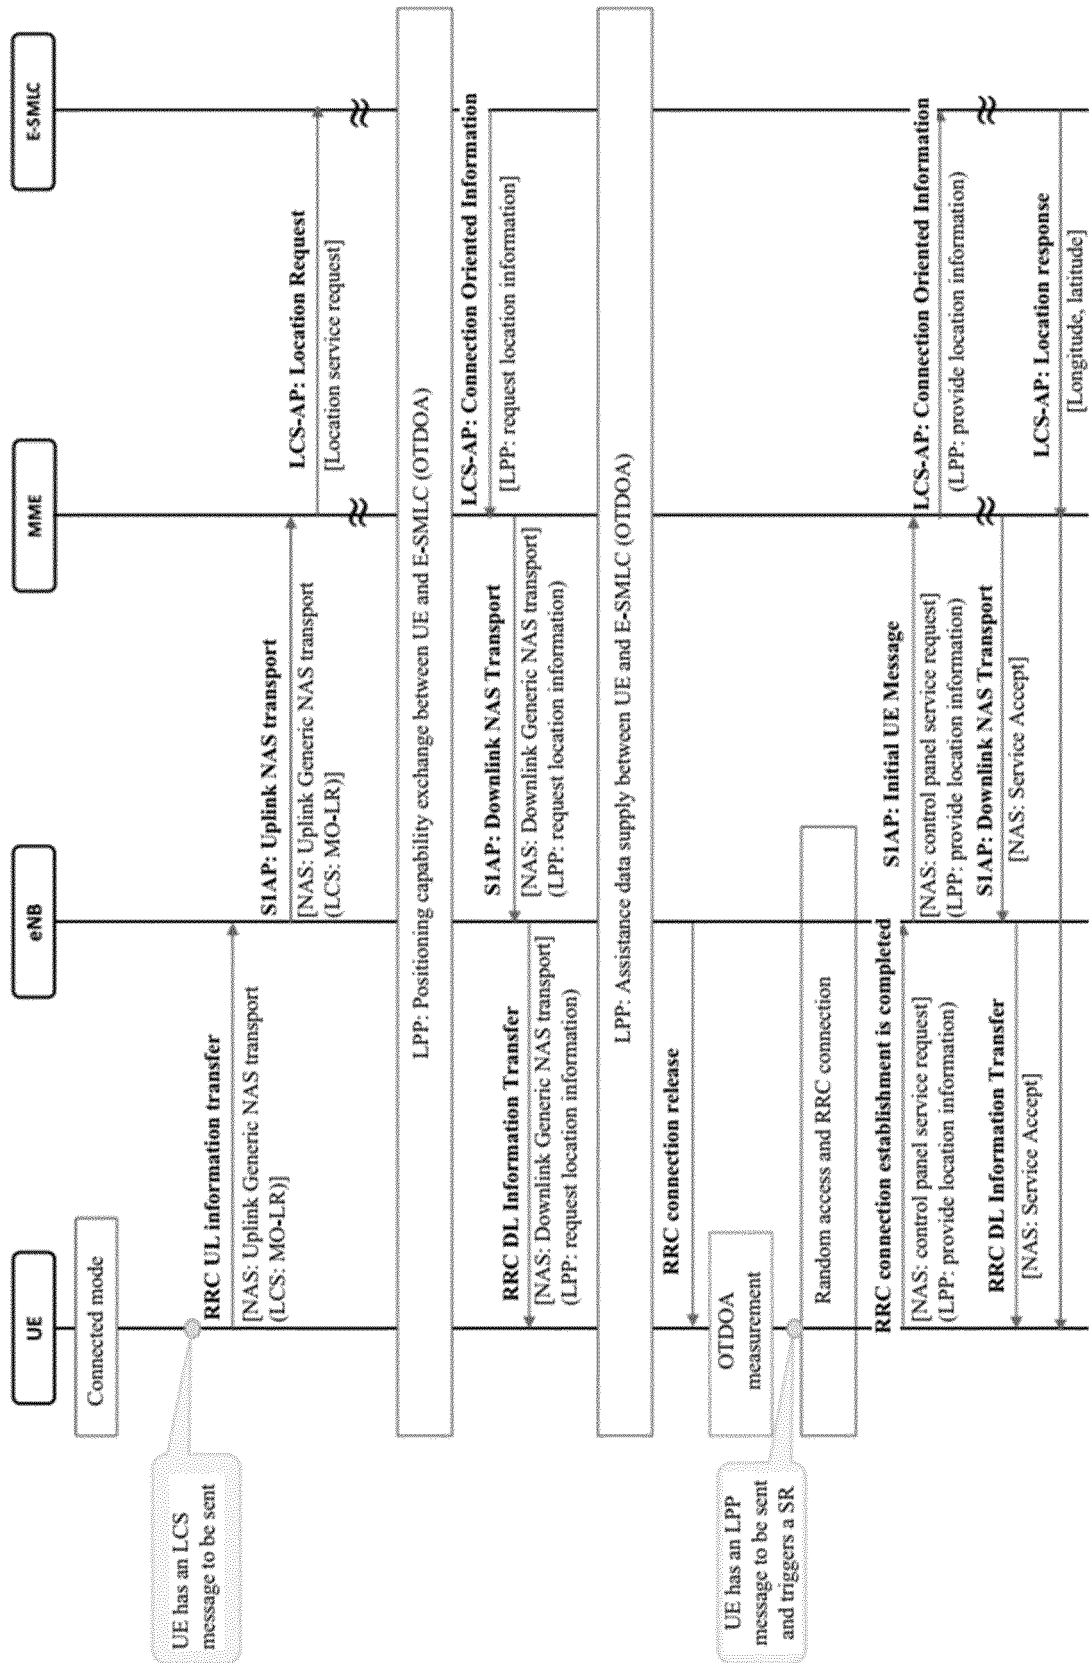 UE
eNB
MME
E-SMLC
Connected mode
UE has an LCS
message to be sent
RRC UL information transfer
[NAS: Uplink Generic NAS transport
(LCS: MO-LR)]
S1AP: Uplink NAS transport
[NAS: Uplink Generic NAS transport
(LCS: MO-LR)]
LCS-AP: Location Request
[Location service request]
LPP: Positioning capability exchange between UE and E-SMLC (OTDOA)
LCS-AP: Connection Oriented Information
[LPP: request location information]
S1AP: Downlink NAS Transport
[NAS: Downlink Generic NAS transport]
(LPP: request location information)
RRC DL Information Transfer
[NAS: Downlink Generic NAS transport]
(LPP: request location information)
LPP: Assistance data supply between UE and E-SMLC (OTDOA)
RRC connection release
OTDOA
measurement
UE has an LPP
message to be sent
and triggers a SR
Random access and RRC connection
RRC connection establishment is completed
[NAS: control panel service request]
(LPP: provide location information)
S1AP: Initial UE Message
[NAS: control panel service request]
(LPP: provide location information)
LCS-AP: Connection Oriented Information
(LPP: provide location information)
S1AP: Downlink NAS Transport
[NAS: Service Accept]
RRC DL Information Transfer
[NAS: Service Accept]
LCS-AP: Location response
[Longitude, latitude]